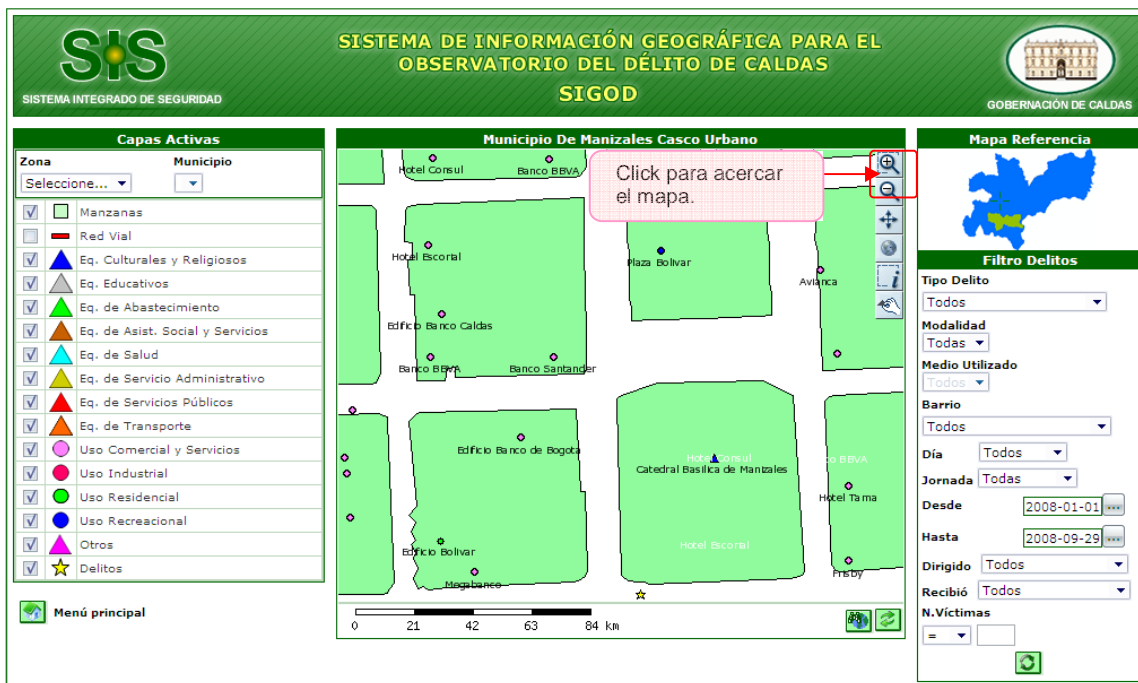 SIS
SISTEMA INTEGRADO DE SEGURIDAD
SISTEMA DE INFORMACIÓN GEOGRÁFICA PARA EL
OBSERVATORIO DEL DÉLITO DE CALDAS
SIGOD
GOBERNACIÓN DE CALDAS
Capas Activas
Zona Municipio
Seleccione...
Manzanas
Red Vial
Eq. Culturales y Religiosos
Eq. Educativos
Eq. de Abastecimiento
Eq. de Asist. Social y Servicios
Eq. de Salud
Eq. de Servicio Administrativo
Eq. de Servicios Públicos
Eq. de Transporte
Uso Comercial y Servicios
Uso Industrial
Uso Residencial
Uso Recreacional
Otros
Delitos
Menú principal
Municipio De Manizales Casco Urbano
Hotel Consul
Banco BBVA
Click para acercar
el mapa.
Hotel Escorial
Plaza Bolivar
Avianca
Edificio Banco Caldas
Banco BBVA
Banco Santander
Edificio Banco de Bogota
Hotel Consul
Catedral Basilica de Manizales
co BBVA
Hotel Tama
Hotel Escorial
Edificio Bolivar
Megabanco
Frisby
0 21 42 63 84 km
Mapa Referencia
Filtro Delitos
Tipo Delito
Todos
Modalidad
Todas
Medio Utilizado
Todos
Barrio
Todos
Día Todos
Jornada Todas
Desde 2008-01-01 ...
Hasta 2008-09-29 ...
Dirigido Todos
Recibió Todos
N.Víctimas
=